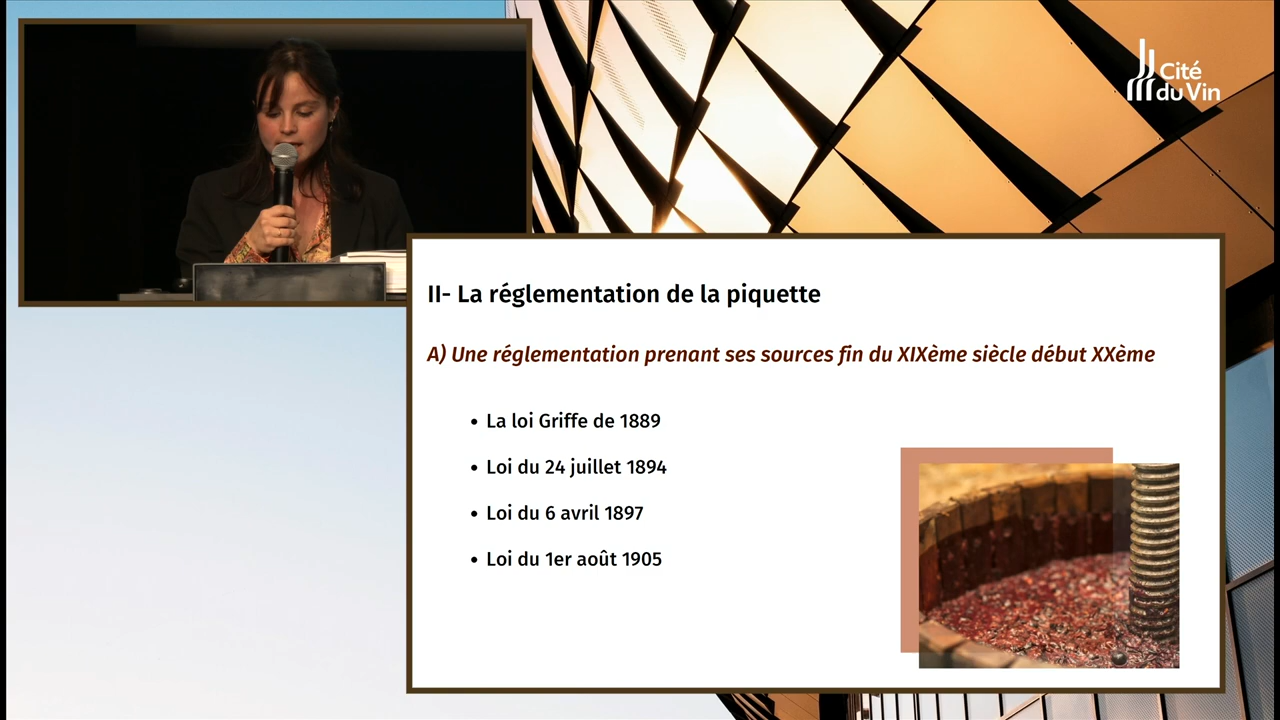 Cité
du Vin
II- La réglementation de la piquette
A) Une réglementation prenant ses sources fin du XIXème siècle début XXème
• La loi Griffe de 1889
• Loi du 24 juillet 1894
• Loi du 6 avril 1897
• Loi du 1er août 1905